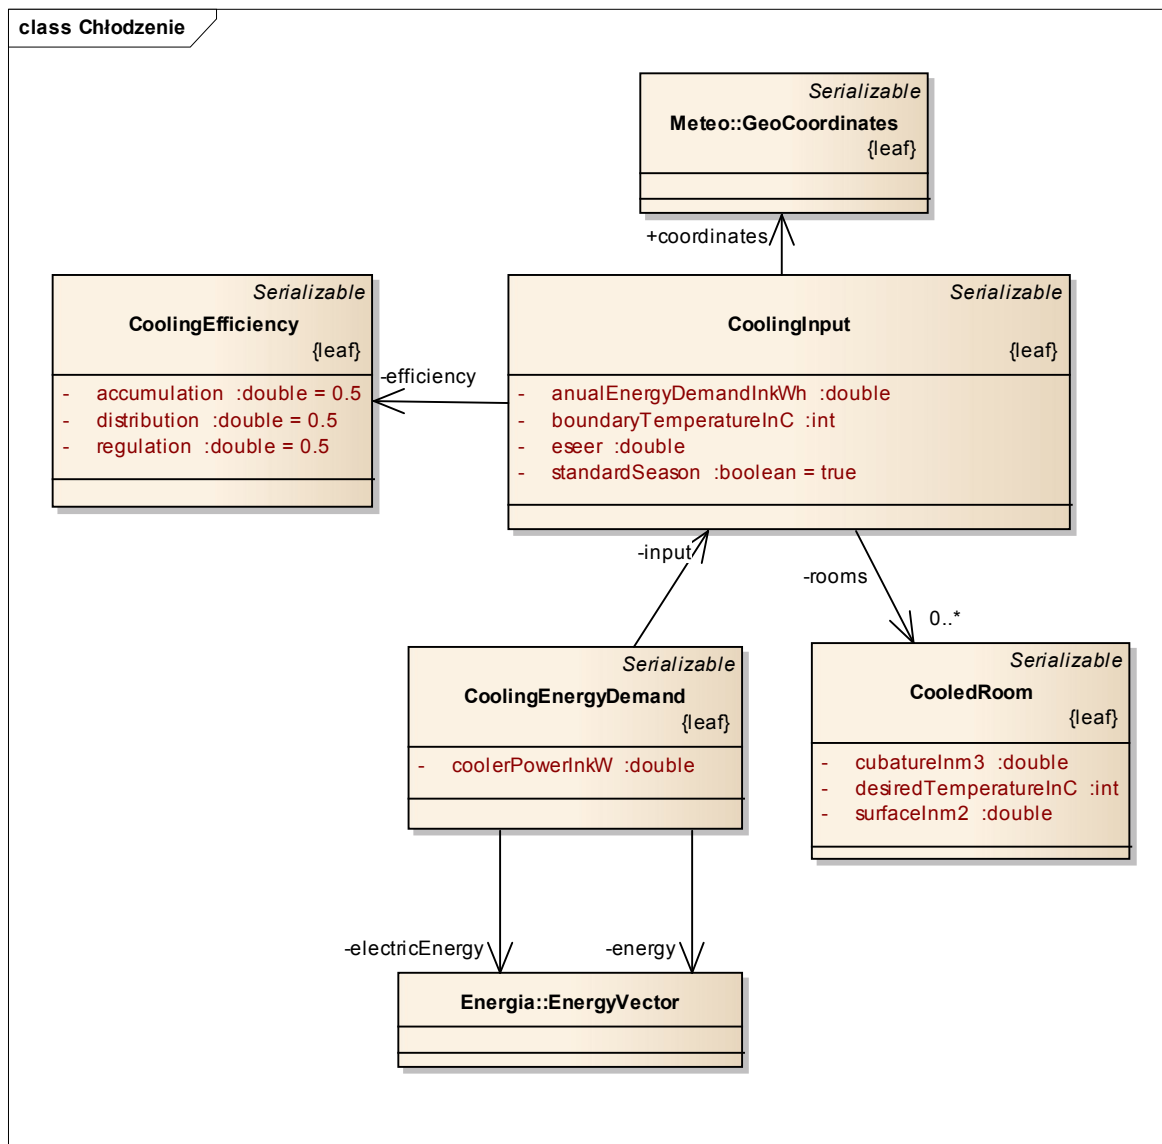 class Chłodzenie
Serializable
Meteo::GeoCoordinates
{leaf}
+coordinates
Serializable
CoolingEfficiency
{leaf}
- accumulation :double = 0.5
- distribution :double = 0.5
- regulation :double = 0.5
-efficiency
Serializable
CoolingInput
{leaf}
- anualEnergyDemandInkWh :double
- boundaryTemperatureInC :int
- eseer :double
- standardSeason :boolean = true
-input
-rooms
0..*
Serializable
CoolingEnergyDemand
{leaf}
- coolerPowerInkW :double
Serializable
CooledRoom
{leaf}
- cubatureInm3 :double
- desiredTemperatureInC :int
- surfaceInm2 :double
-electricEnergy
-energy
Energia::EnergyVector